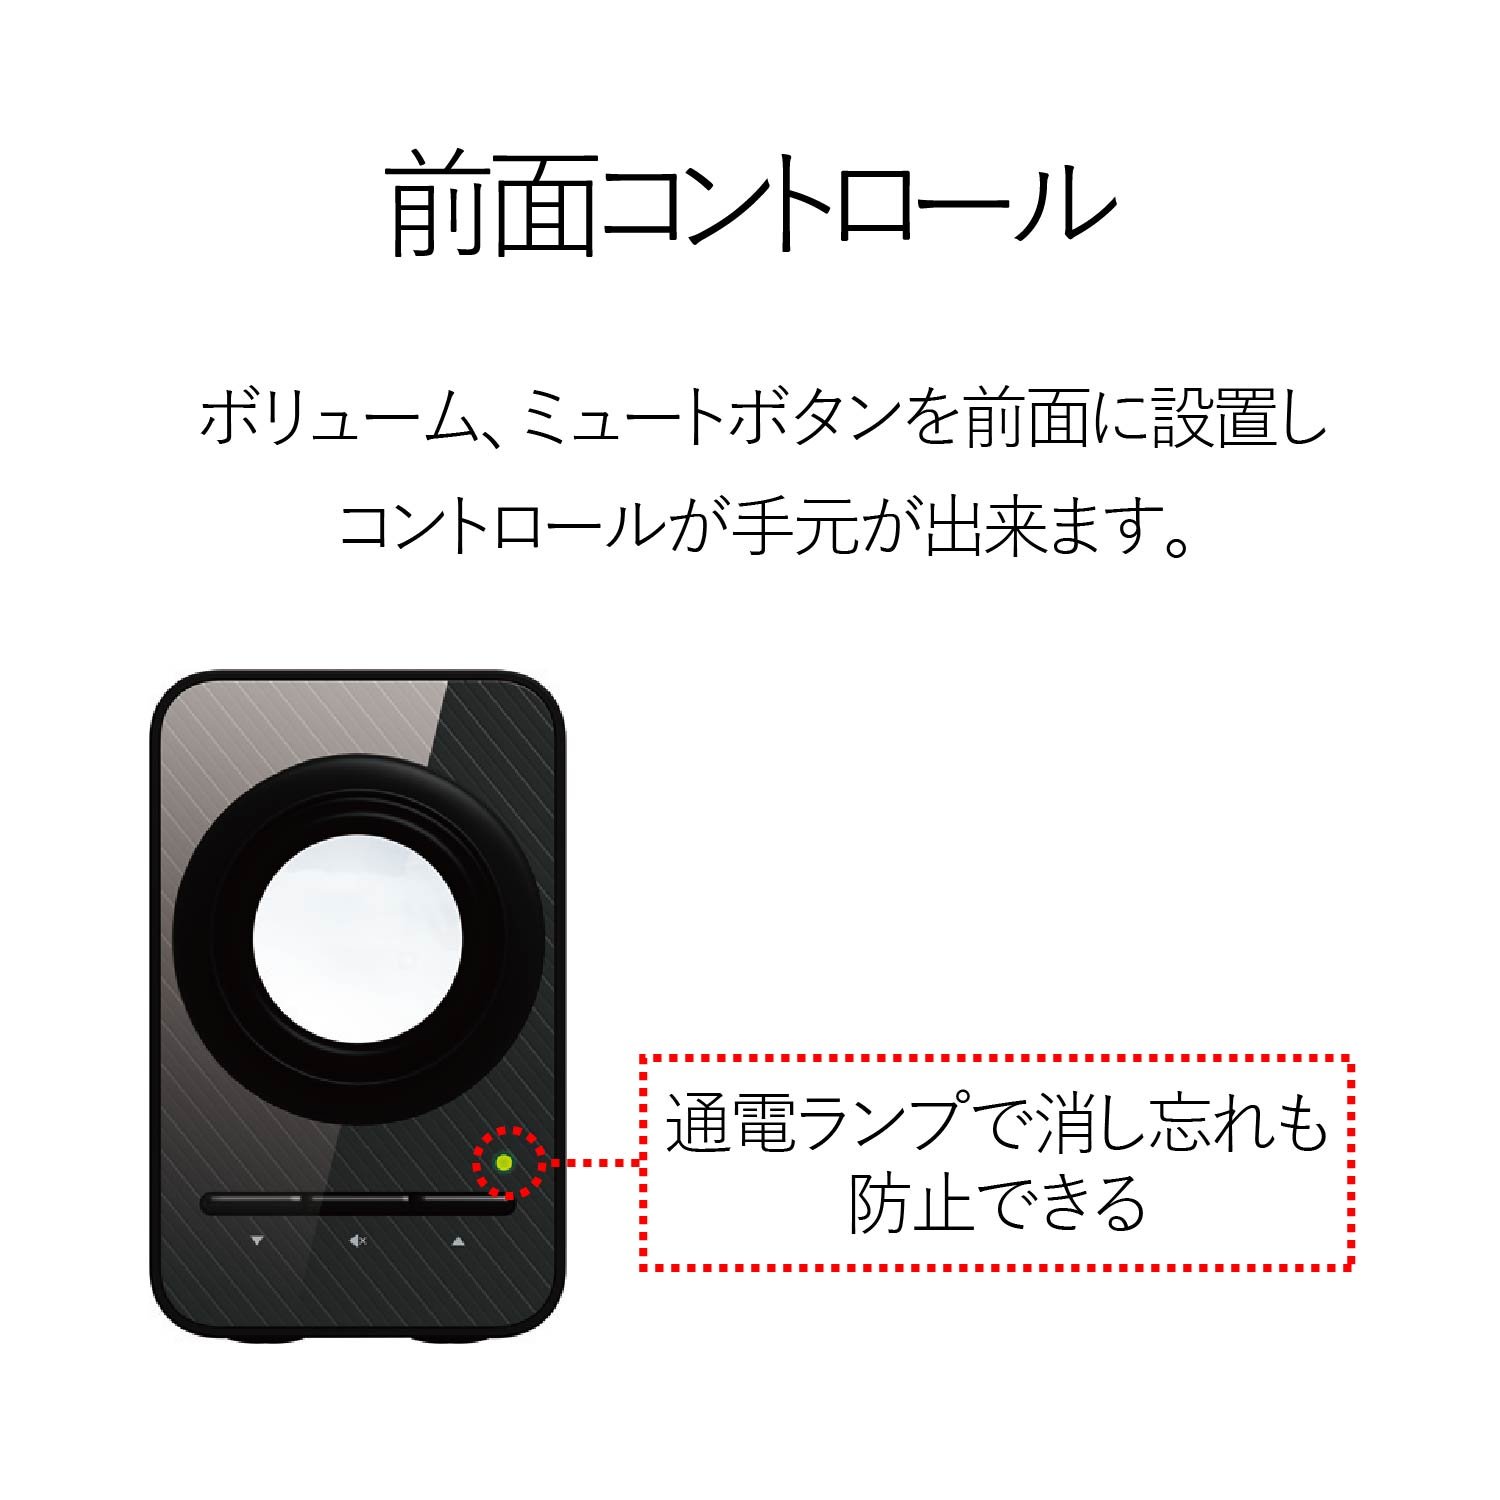 前面コントロール
ボリューム、ミュートボタンを前面に設置し
コントロールが手元が出来ます。
通電ランプで消し忘れも
防止できる